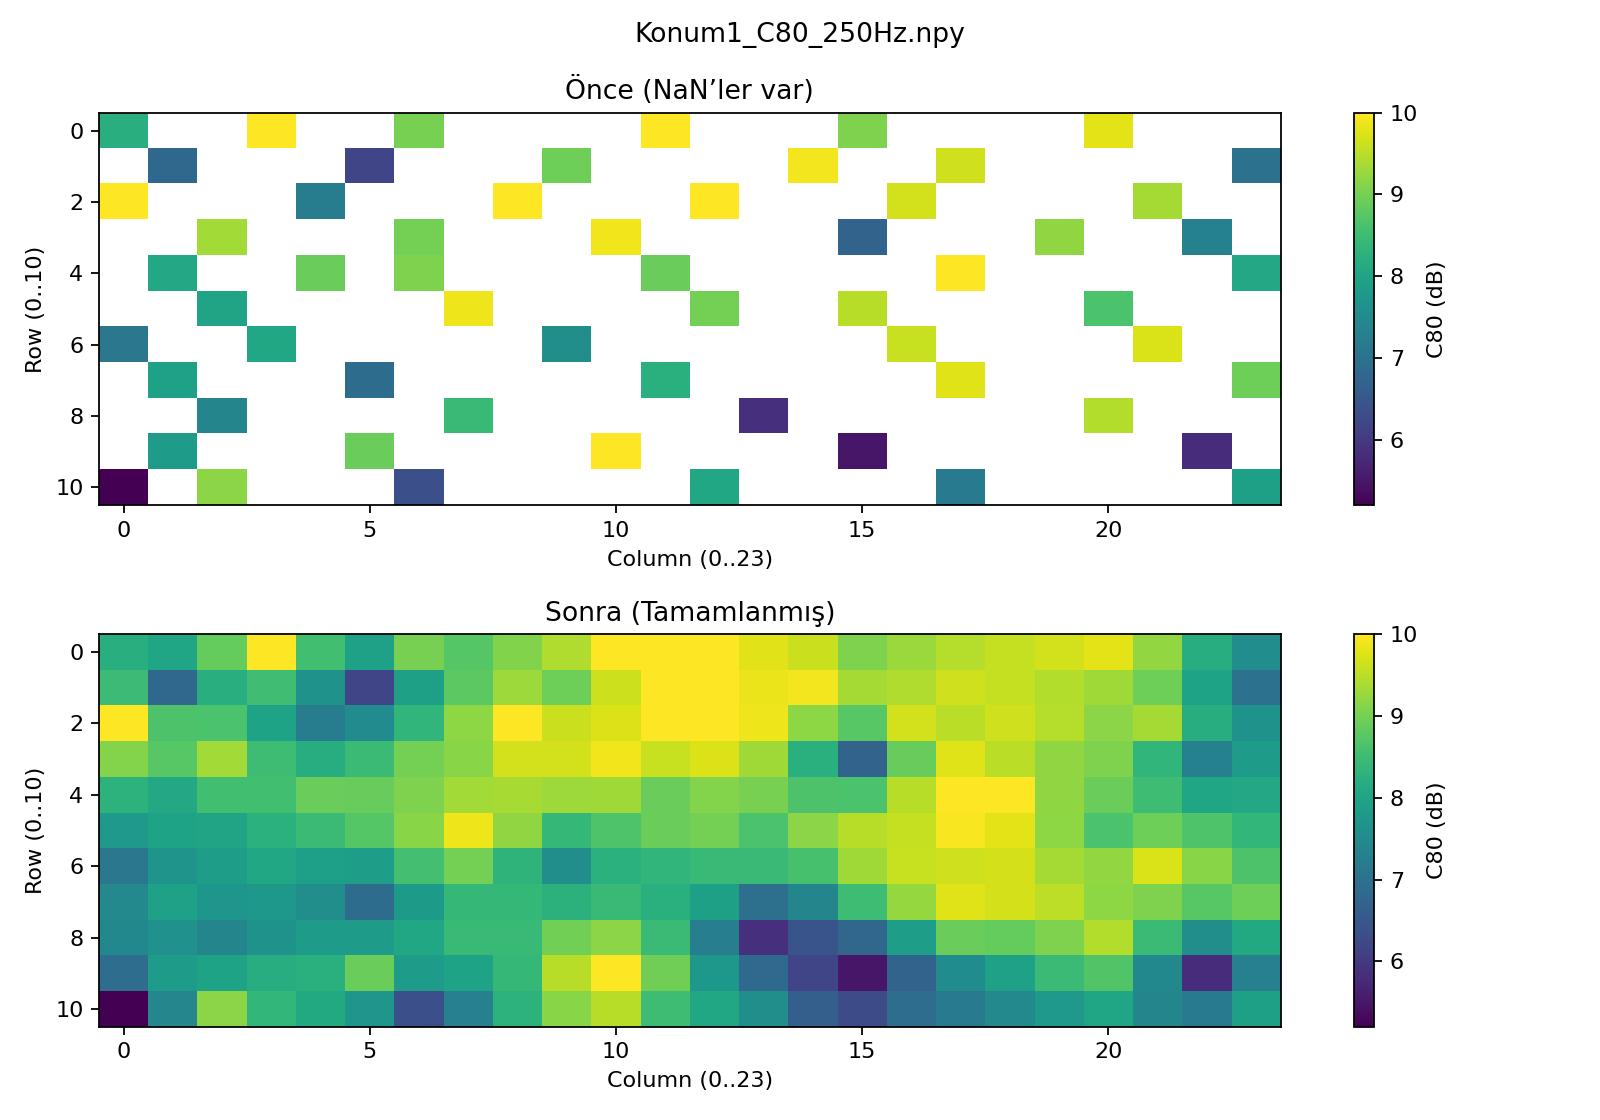 Konum1_C80_250Hz.npy
Önce (NaN’ler var)
0
2
4
6
8
10
Row (0..10)
0 5 10 15 20
Column (0..23)
10
9
8
7
6
C80 (dB)
Sonra (Tamamlanmış)
0
2
4
6
8
10
Row (0..10)
0 5 10 15 20
Column (0..23)
10
9
8
7
6
C80 (dB)